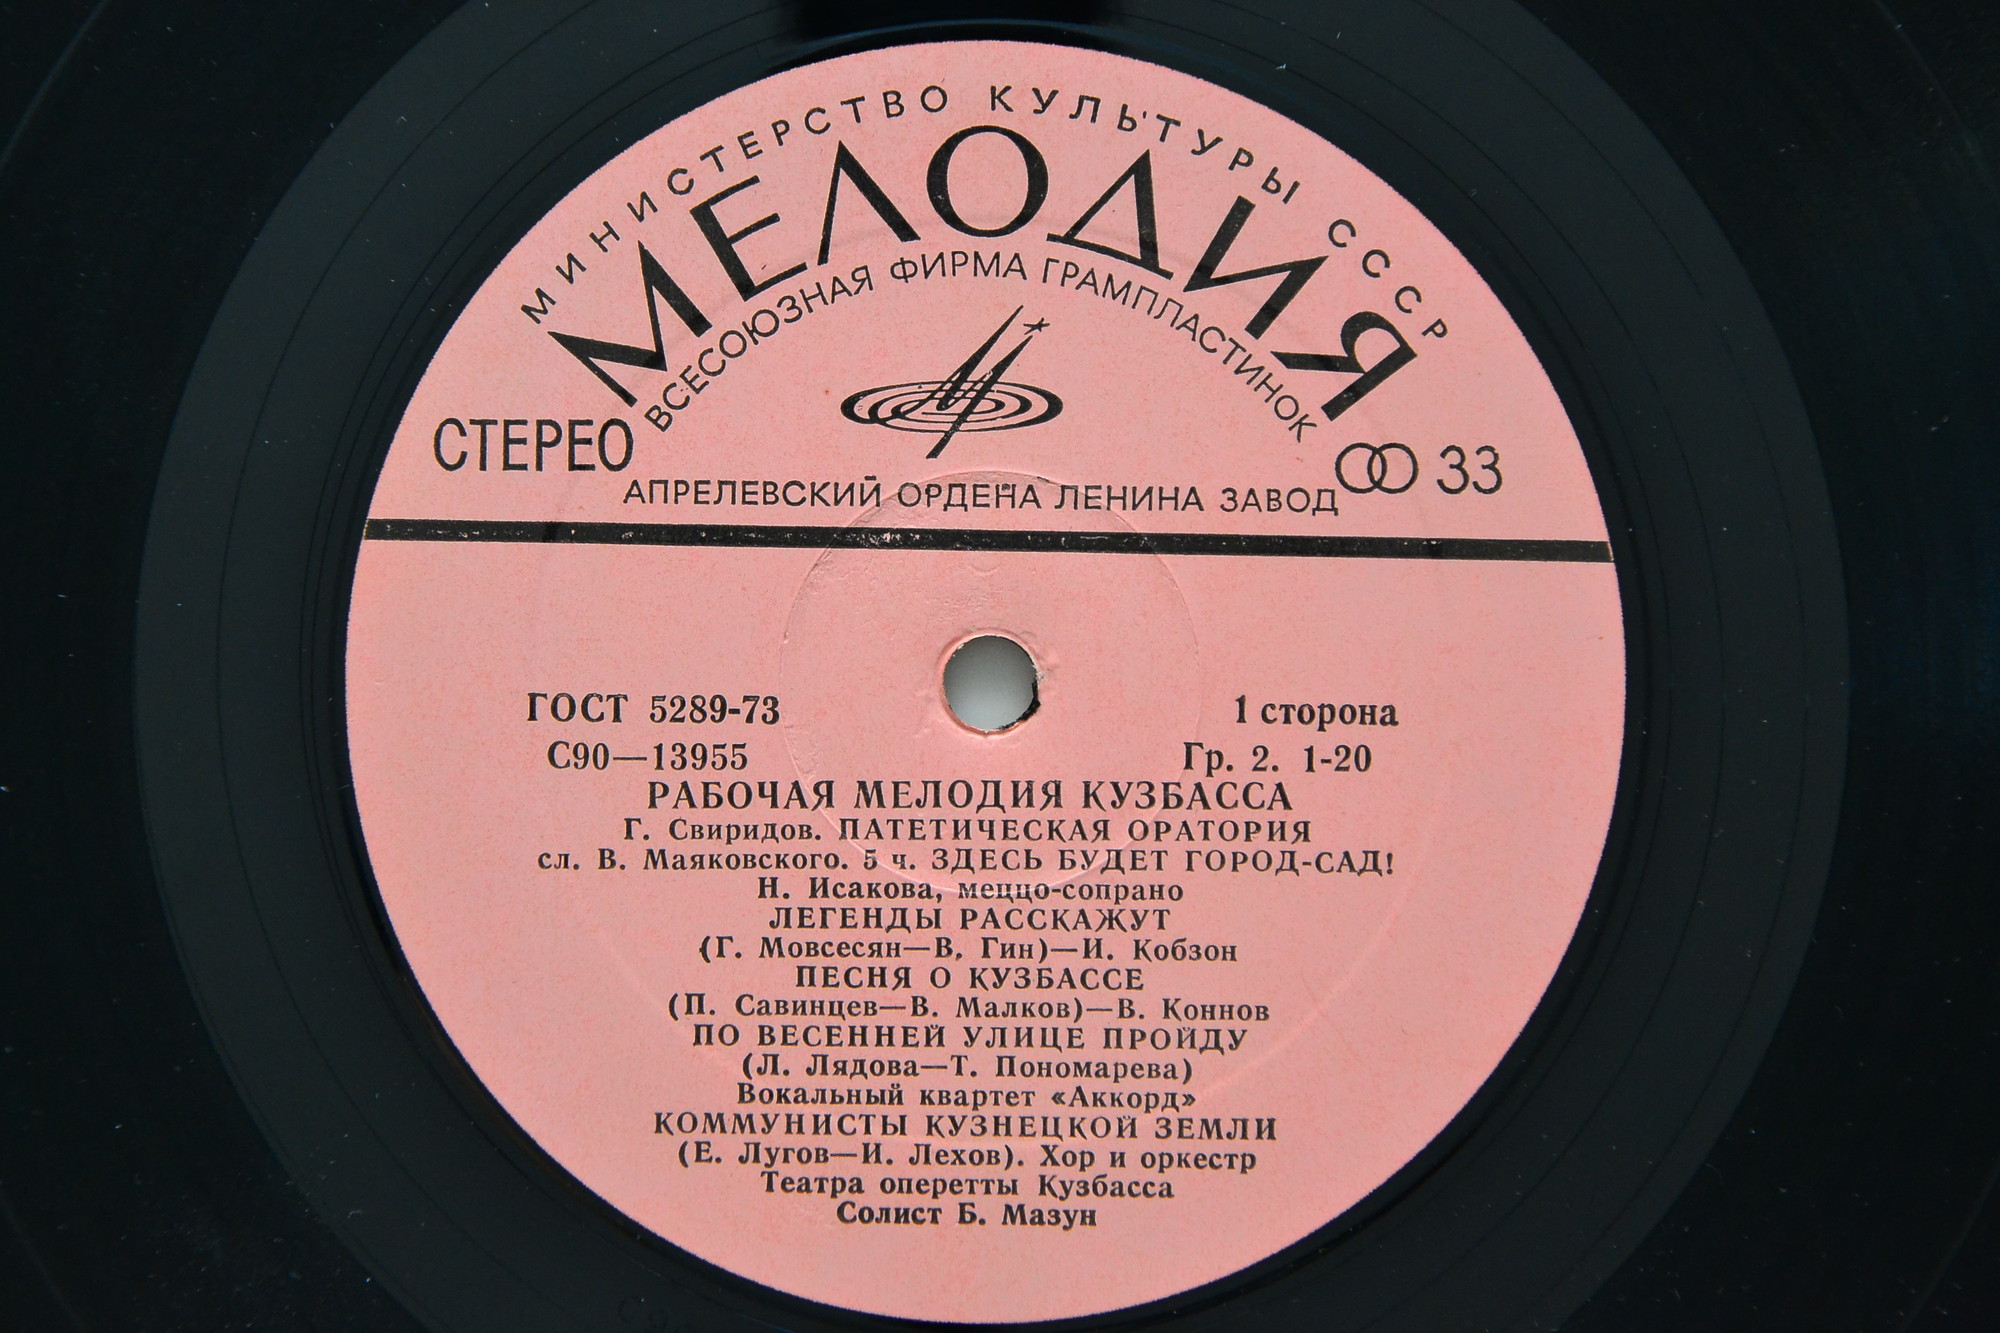 МИНИСТЕРСТВО КУЛЬТУРЫ СССР
МЕЛОДИЯ
ВСЕСОЮЗНАЯ ФИРМА ГРАМПЛАСТИНОК
СТЕРЕО
33
АПРЕЛЕВСКИЙ ОРДЕНА ЛЕНИНА ЗАВОД
ГОСТ 5289-73
1 сторона
С90—13955
Гр. 2. 1-20
РАБОЧАЯ МЕЛОДИЯ КУЗБАССА
Г. Свиридов. ПАТЕТИЧЕСКАЯ ОРАТОРИЯ
сл. В. Маяковского. 5 ч. ЗДЕСЬ БУДЕТ ГОРОД-САД!
Н. Исакова, меццо-сопрано
ЛЕГЕНДЫ РАССКАЖУТ
(Г. Мовсесян—В. Гин)—И. Кобзон
ПЕСНЯ О КУЗБАССЕ
(П. Савинцев—В. Малков)—В. Коннов
ПО ВЕСЕННЕЙ УЛИЦЕ ПРОЙДУ
(Л. Лядова—Т. Пономарева)
Вокальный квартет «Аккорд»
КОММУНИСТЫ КУЗНЕЦКОЙ ЗЕМЛИ
(Е. Лугов—И. Лехов). Хор и оркестр
Театра оперетты Кузбасса
Солист Б. Мазун